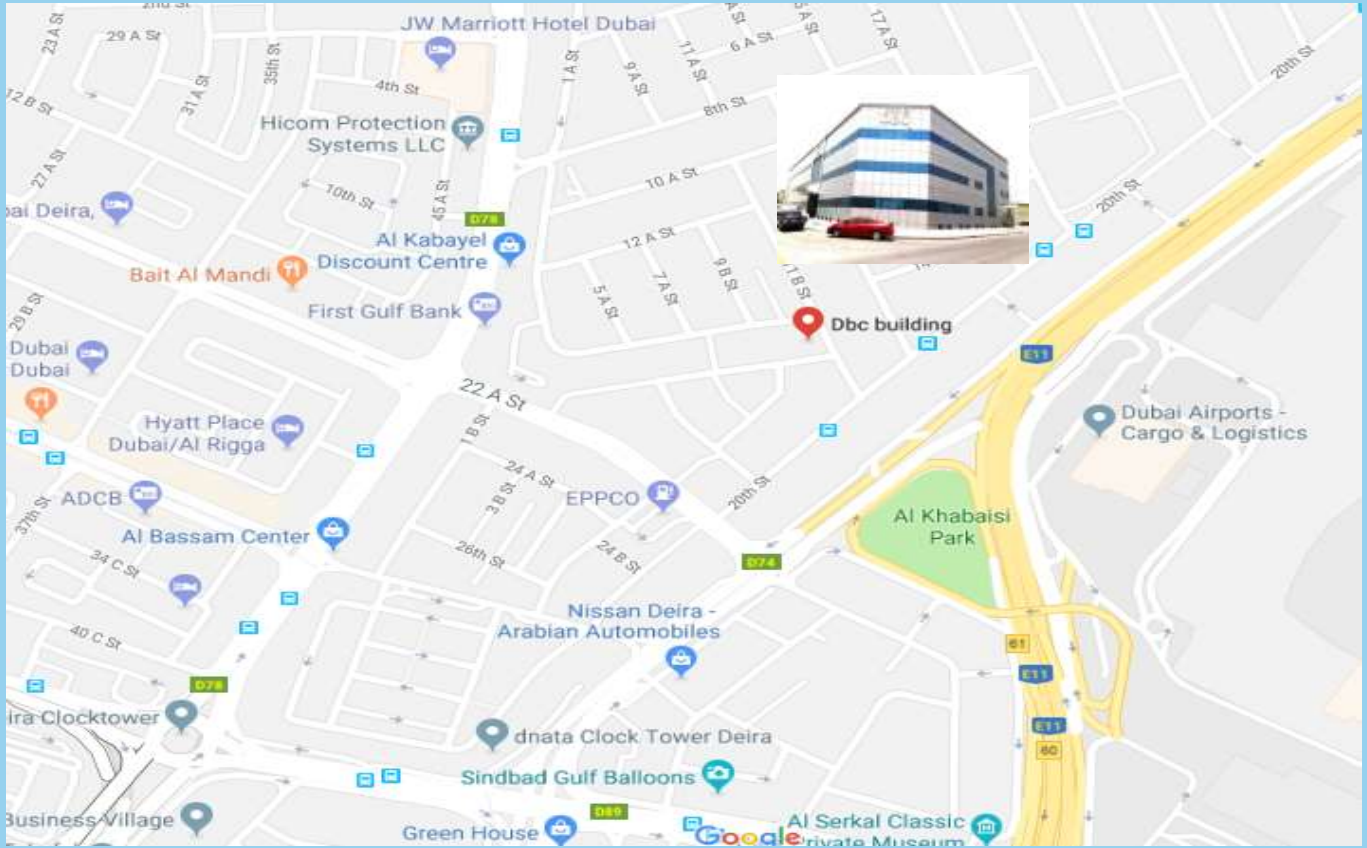 2nd St
23 A St
29 A St
35th St
31 A St
12 B St
27 A St
JW Marriott Hotel Dubai
4th St
Hicom Protection
Systems LLC
1 A St
9 A St
11 A St
6 A St
17 A St
8th St
20th St
10th St
45 A St
10 A St
20th St
bai Deira,
D78
Al Kabayel
Discount Centre
12 A St
Bait Al Mandi
7 A St
9 B St
11 B St
5 A St
First Gulf Bank
29 B St
Dbc building
Dubai
Dubai
E11
22 A St
Hyatt Place
Dubai/Al Rigga
1 B St
Dubai Airports -
Cargo & Logistics
24 A St
3 B St
20th St
ADCB
EPPCO
37th St
Al Khabaisi
Park
Al Bassam Center
26th St
24 B St
34 C St
D74
Nissan Deira -
Arabian Automobiles
40 C St
61
E11
D78
ira Clocktower
dnata Clock Tower Deira
E11
60
Sindbad Gulf Balloons
D89
Business Village
Green House
Google
Al Serkal Classic
Private Museum